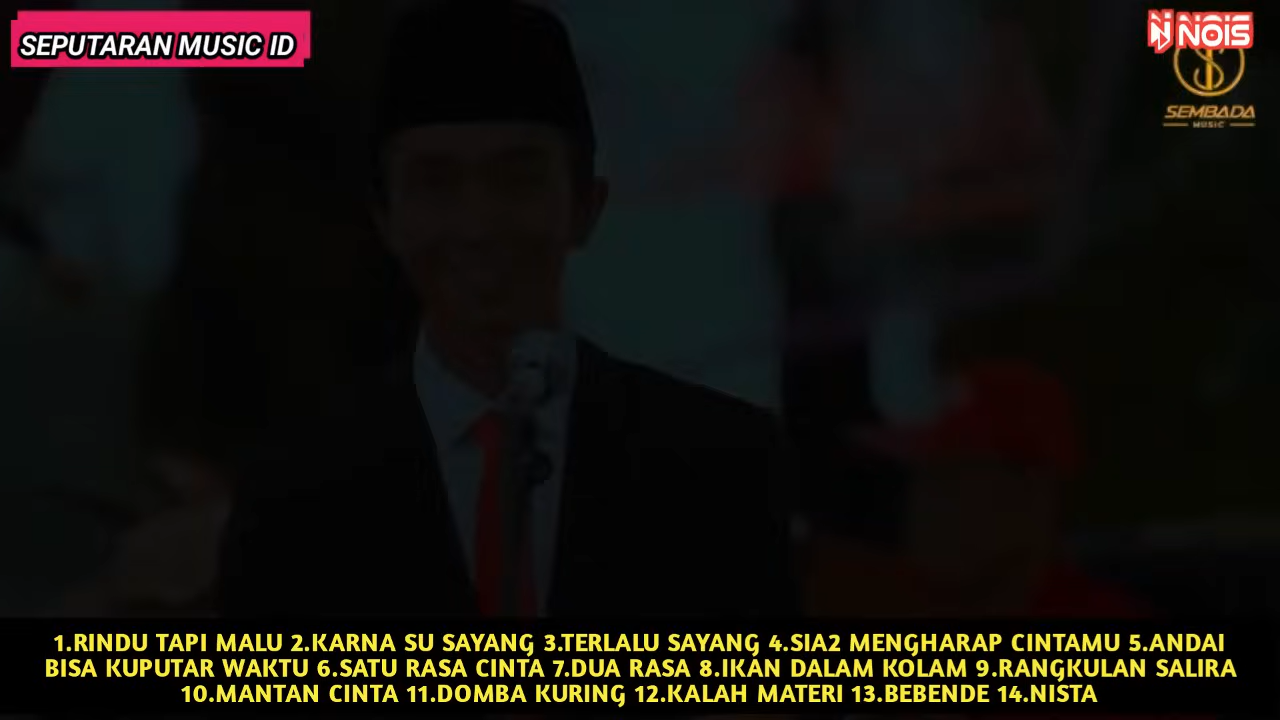 SEPUTARAN MUSIC ID
NOIS
SEMBADA
MUSIC
1.RINDU TAPI MALU 2.KARNA SU SAYANG 3.TERLALU SAYANG 4.SIA2 MENGHARAP CINTAMU 5.ANDAI
BISA KUPUTAR WAKTU 6.SATU RASA CINTA 7.DUA RASA 8.IKAN DALAM KOLAM 9.RANGKULAN SALIRA
10.MANTAN CINTA 11.DOMBA KURING 12.KALAH MATERI 13.BEBENDE 14.NISTA